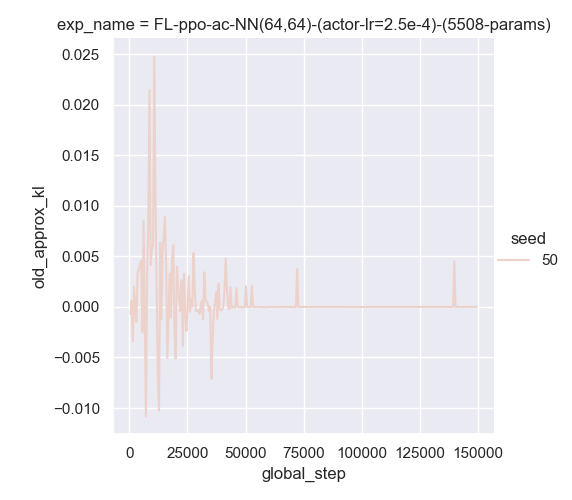 exp_name = FL-ppo-ac-NN(64,64)-(actor-lr=2.5e-4)-(5508-params)
0.025
0.020
0.015
0.010
0.005
0.000
−0.005
−0.010
old_approx_kl
seed
50
0 25000 50000 75000 100000 125000 150000
global_step